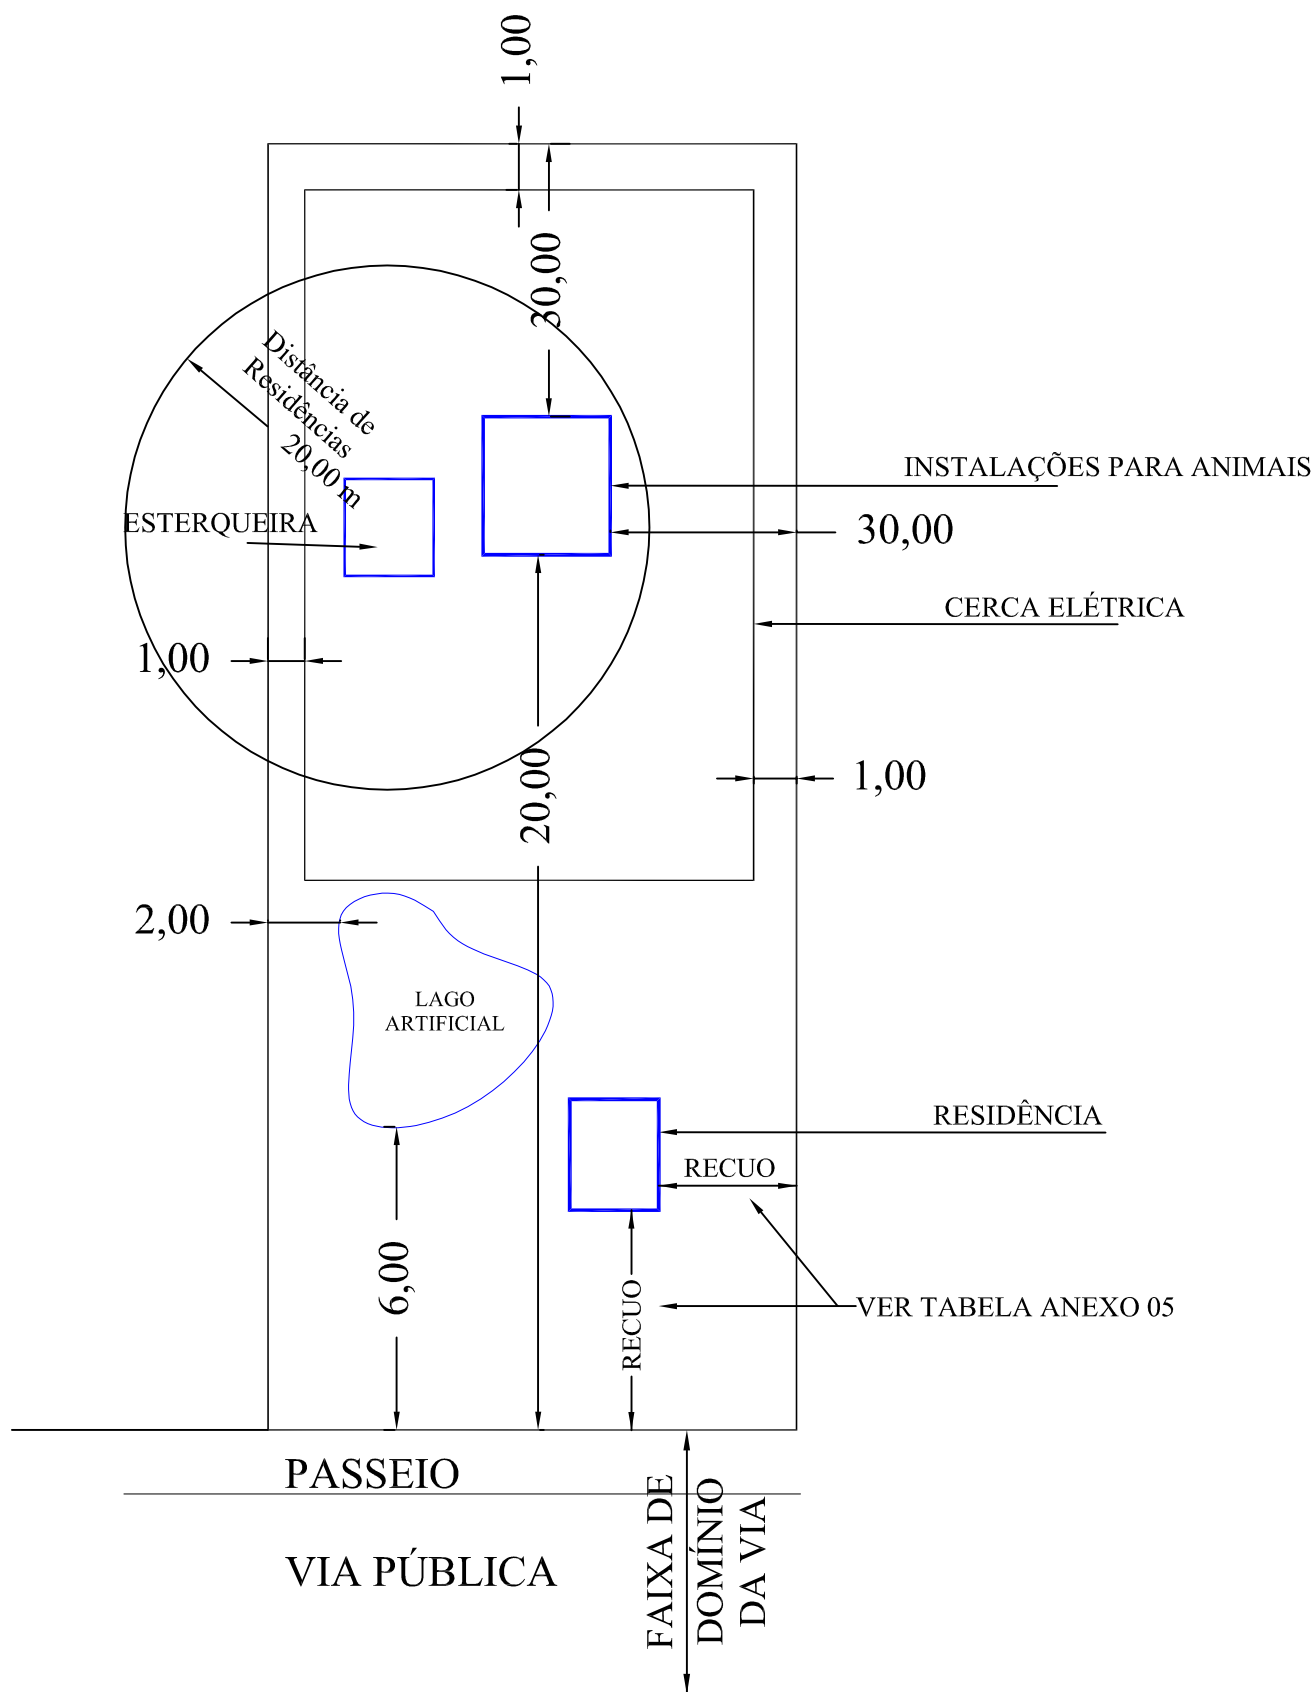 1,00
30,00
Distância de
Residências
20,00 m
INSTALAÇÕES PARA ANIMAIS
ESTERQUEIRA
30,00
CERCA ELÉTRICA
1,00
1,00
20,00
2,00
LAGO
ARTIFICIAL
RESIDÊNCIA
RECUO
6,00
RECUO
VER TABELA ANEXO 05
PASSEIO
VIA PÚBLICA
FAIXA DE
DOMÍNIO
DA VIA